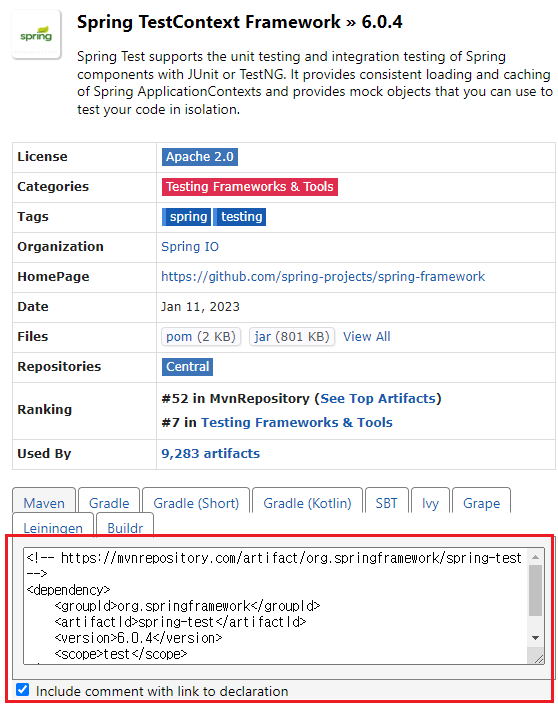 spring
Spring TestContext Framework » 6.0.4
Spring Test supports the unit testing and integration testing of Spring
components with JUnit or TestNG. It provides consistent loading and caching
of Spring ApplicationContexts and provides mock objects that you can use to
test your code in isolation.
License Apache 2.0
Categories Testing Frameworks & Tools
Tags spring testing
Organization Spring IO
HomePage https://github.com/spring-projects/spring-framework
Date Jan 11, 2023
Files pom (2 KB) jar (801 KB) View All
Repositories Central
Ranking #52 in MvnRepository (See Top Artifacts)
#7 in Testing Frameworks & Tools
Used By 9,283 artifacts
Maven Gradle Gradle (Short) Gradle (Kotlin) SBT Ivy Grape
Leiningen Buildr
<!-- https://mvnrepository.com/artifact/org.springframework/spring-test
-->
<dependency>
    <groupId>org.springframework</groupId>
    <artifactId>spring-test</artifactId>
    <version>6.0.4</version>
    <scope>test</scope>
Include comment with link to declaration